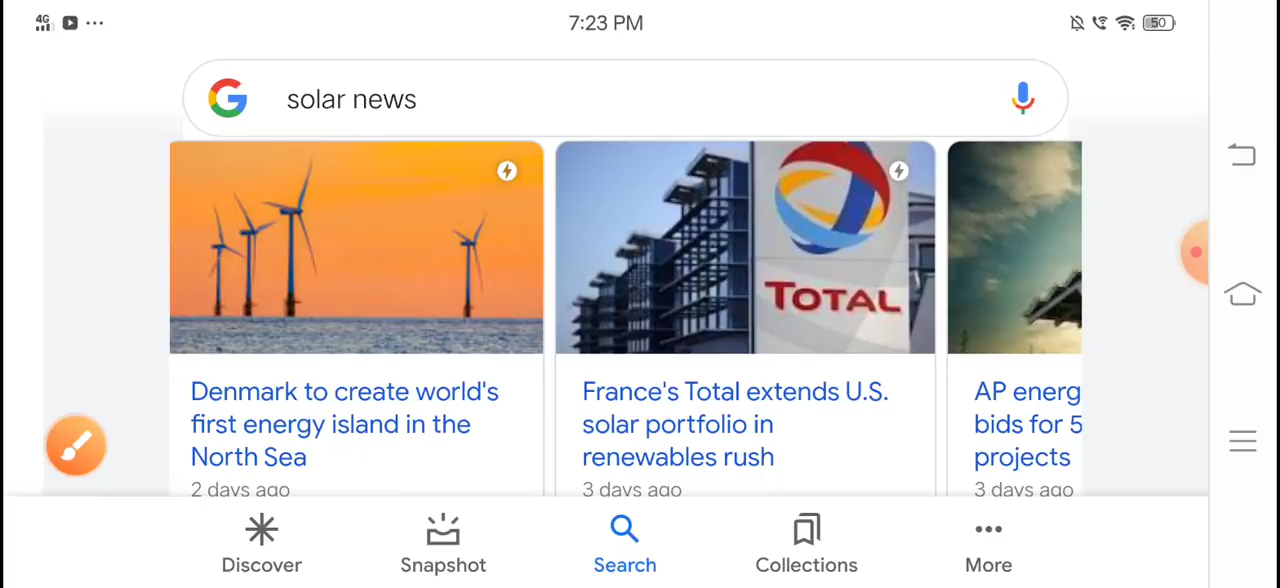 4G
7:23 PM
50
solar news
TOTAL
Denmark to create world's
first energy island in the
North Sea
2 days ago
France's Total extends U.S.
solar portfolio in
renewables rush
3 days ago
AP energ
bids for 5
projects
3 days ago
Discover
Snapshot
Search
Collections
More